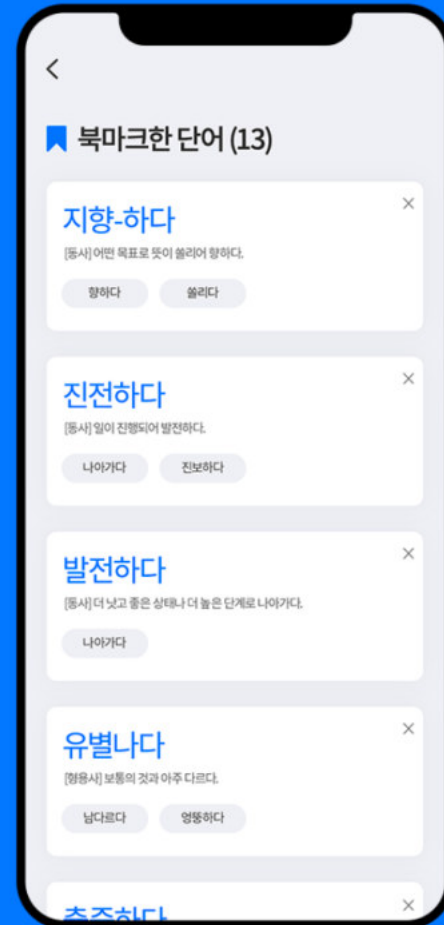 북마크한 단어 (13)
지향-하다
[동사] 어떤 목표로 뜻이 쏠리어 향하다.
향하다 쏠리다
진전하다
[동사] 일이 진행되어 발전하다.
나아가다 진보하다
발전하다
[동사] 더 낫고 좋은 상태나 더 높은 단계로 나아가다.
나아가다
유별나다
[형용사] 보통의 것과 아주 다르다.
남다르다 엉뚱하다